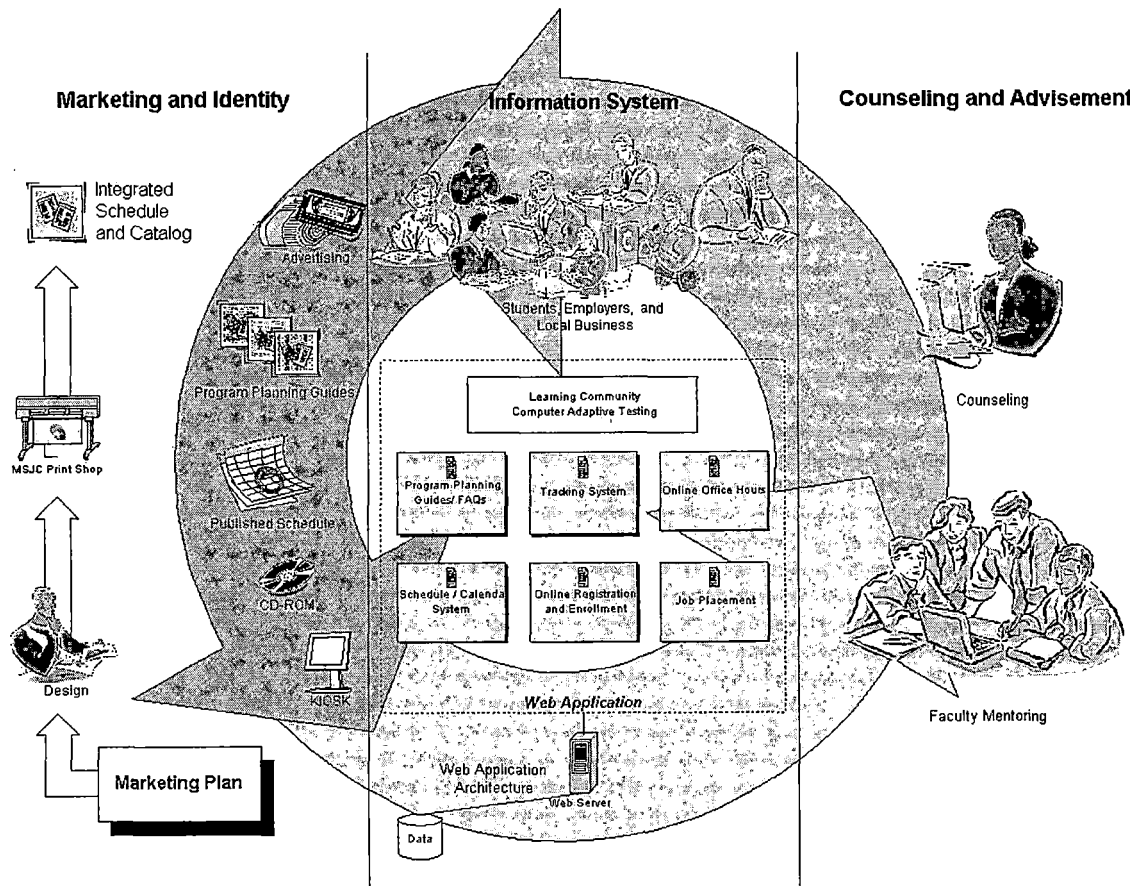 Marketing and Identity
Information System
Counseling and Advisement
Integrated
Schedule
and Catalog
Advertising
Students, Employers, and
Local Business
Program Planning Guides
Learning Community
Computer Adaptive Testing
Counseling
MSJC Print Shop
Program Planning
Guides/ FAQs
Tracking System
Online Office Hours
Published Schedule
CD-ROM
Schedule / Calenda
System
Online Registration
and Enrollment
Job Placement
Design
KIOSK
Web Application
Faculty Mentoring
Marketing Plan
Web Application
Architecture
Web Server
Data